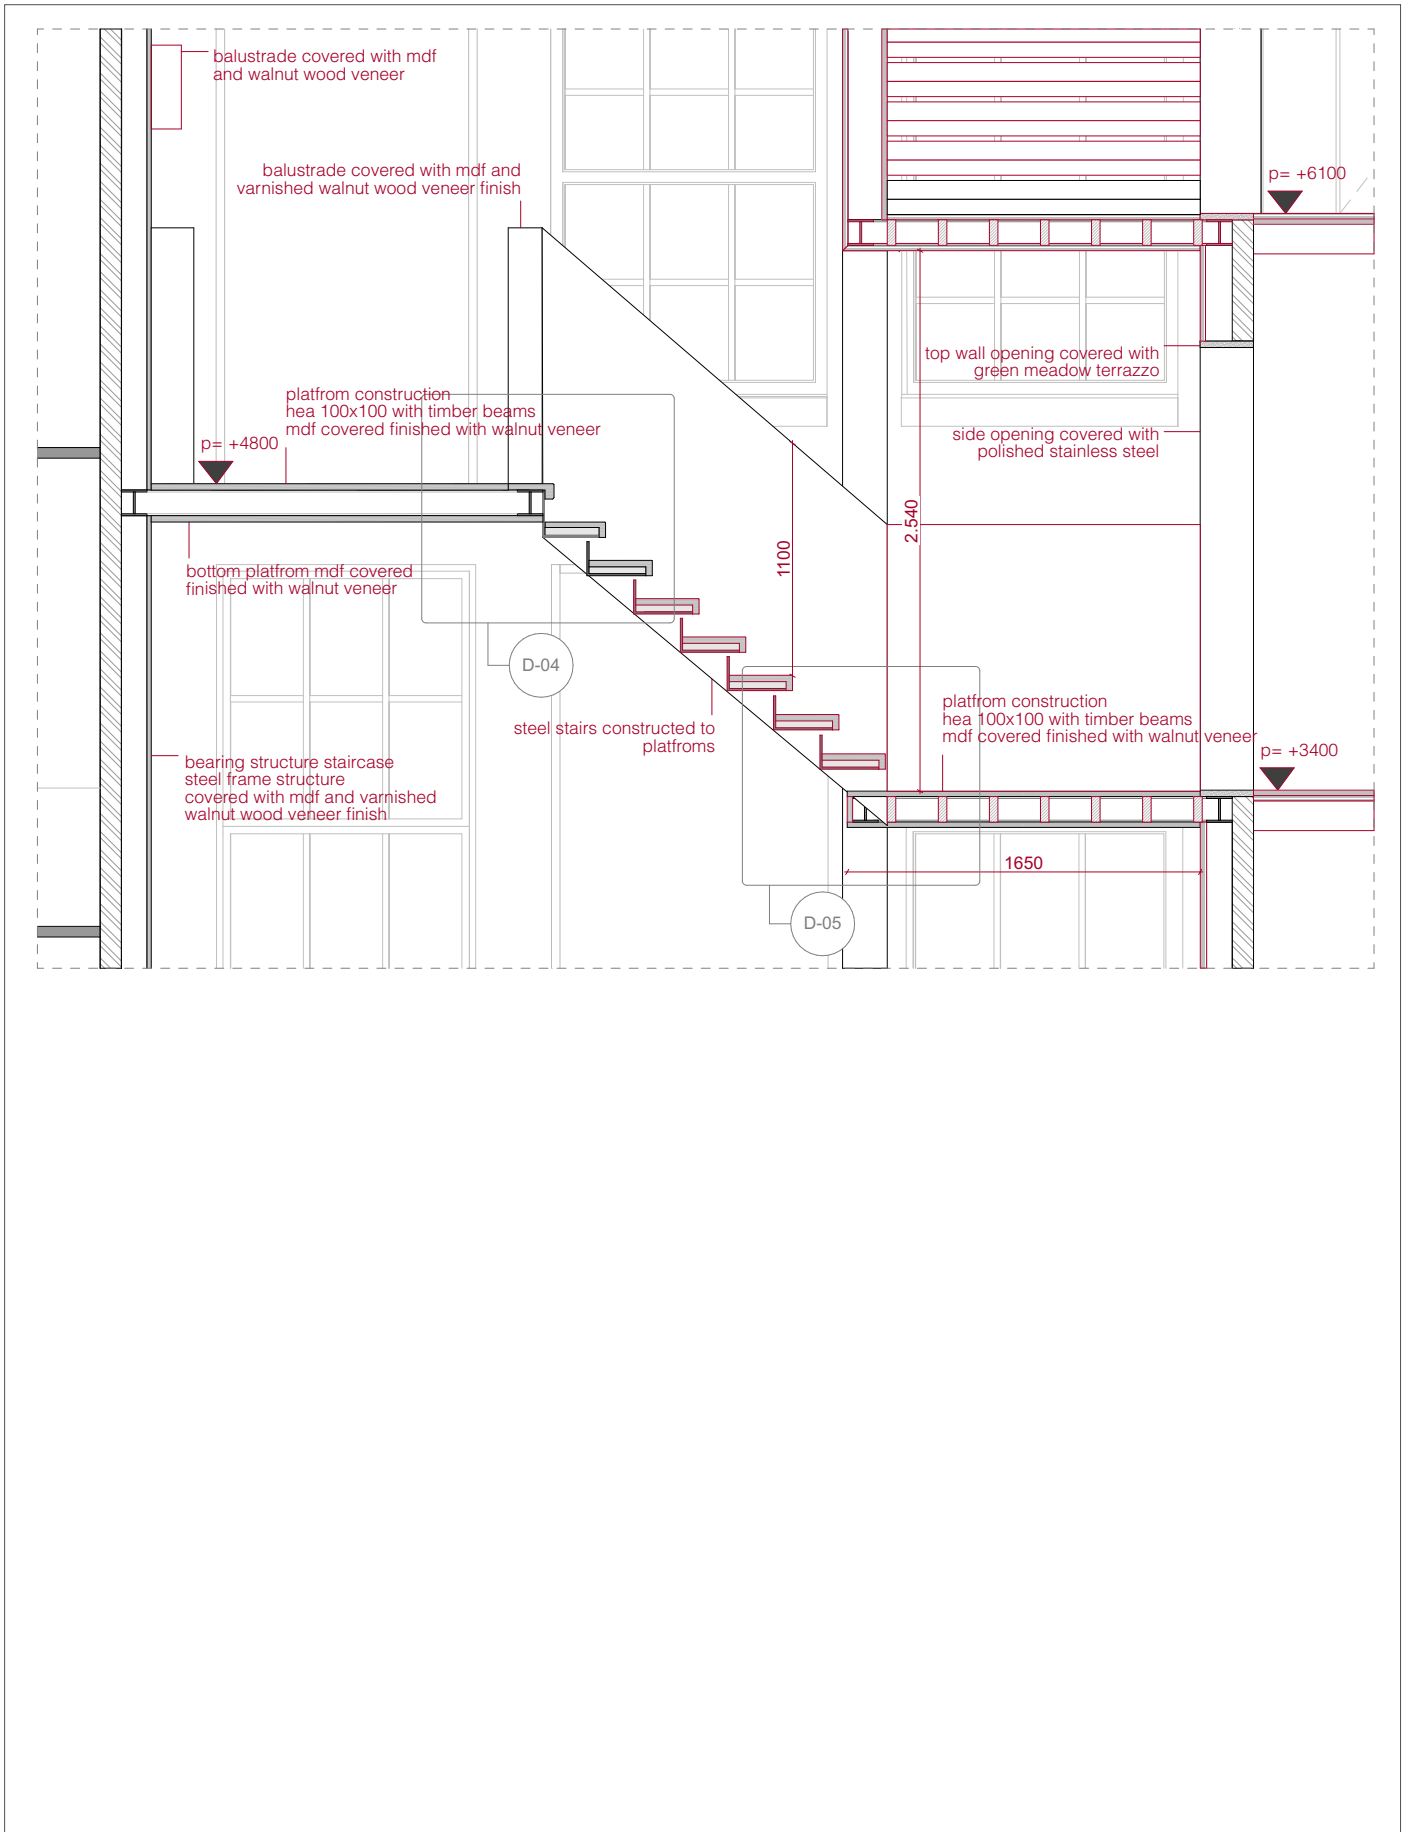 balustrade covered with mdf
and walnut wood veneer
balustrade covered with mdf and
varnished walnut wood veneer finish
p= +6100
top wall opening covered with
green meadow terrazzo
platfrom construction
hea 100x100 with timber beams
mdf covered finished with walnut veneer
p= +4800
side opening covered with
polished stainless steel
2.540
1100
bottom platfrom mdf covered
finished with walnut veneer
D-04
steel stairs constructed to
platfroms
platfrom construction
hea 100x100 with timber beams
mdf covered finished with walnut veneer
p= +3400
bearing structure staircase
steel frame structure
covered with mdf and varnished
walnut wood veneer finish
1650
D-05